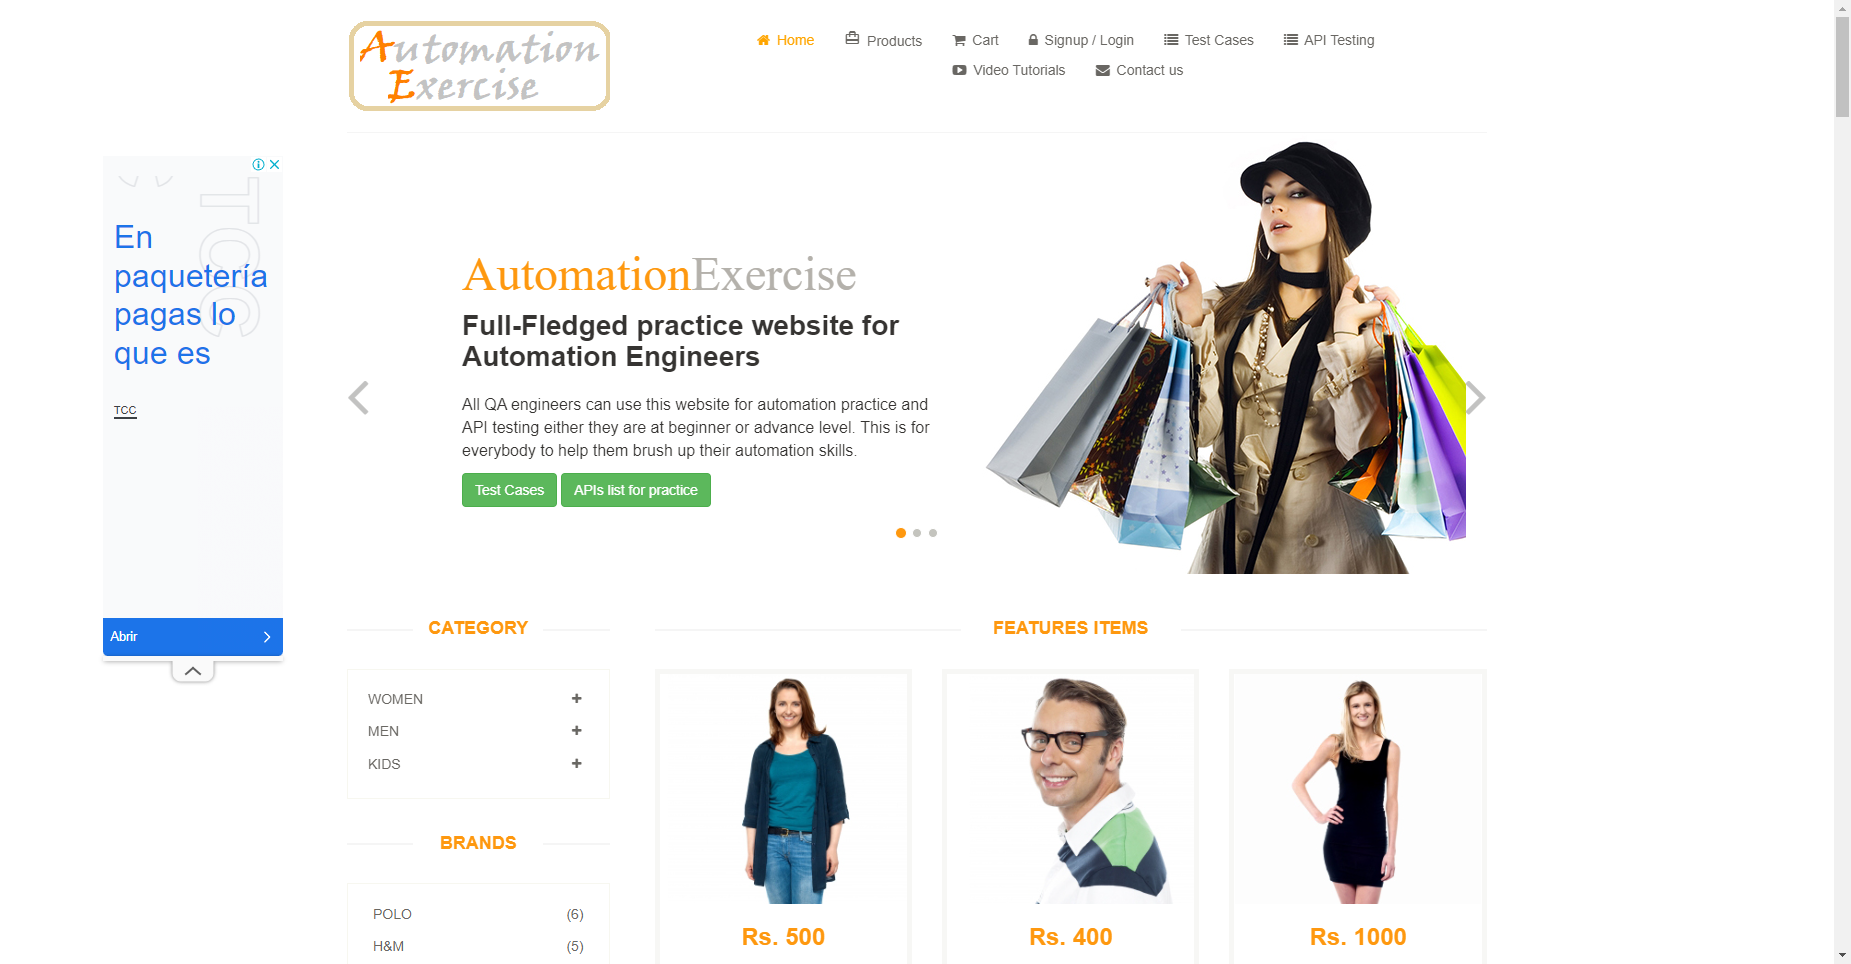 Automation
Exercise
Home
Products
Cart
Signup / Login
Test Cases
API Testing
Video Tutorials
Contact us
TCC
En
paquetería
pagas lo
que es
TCC
Abrir
AutomationExercise
Full-Fledged practice website for
Automation Engineers
All QA engineers can use this website for automation practice and
API testing either they are at beginner or advance level. This is for
everybody to help them brush up their automation skills.
Test Cases
APIs list for practice
CATEGORY
WOMEN
MEN
KIDS
BRANDS
POLO (6)
H&M (5)
FEATURES ITEMS
Rs. 500
Rs. 400
Rs. 1000